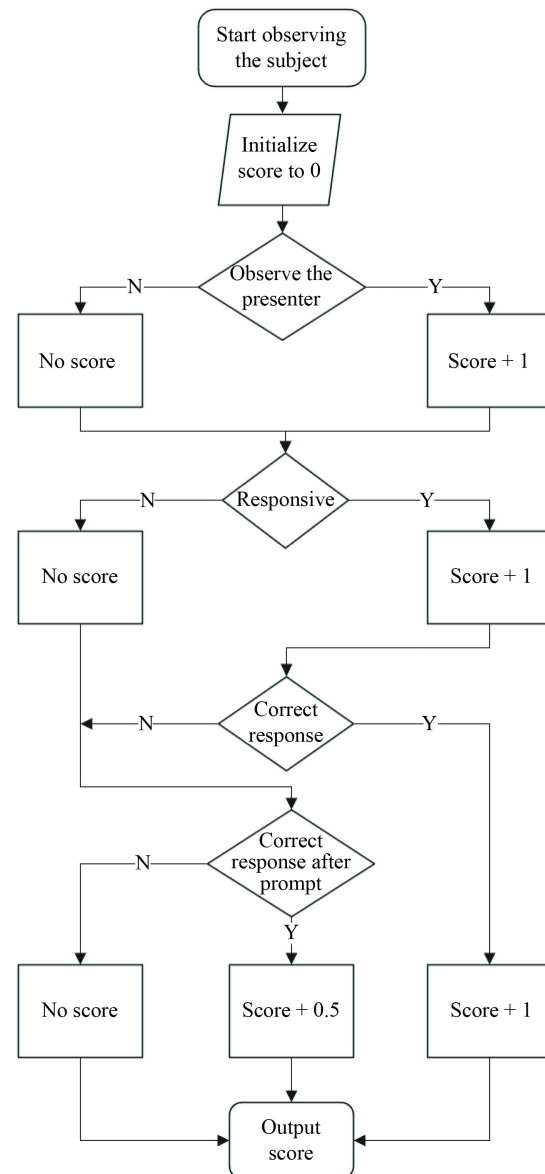 Start observing
the subject
Initialize
score to 0
Observe the
presenter
N
Y
No score
Score + 1
Responsive
N
Y
No score
Score + 1
Correct
response
N
Y
Correct
response after
prompt
N
Y
No score
Score + 0.5
Score + 1
Output
score